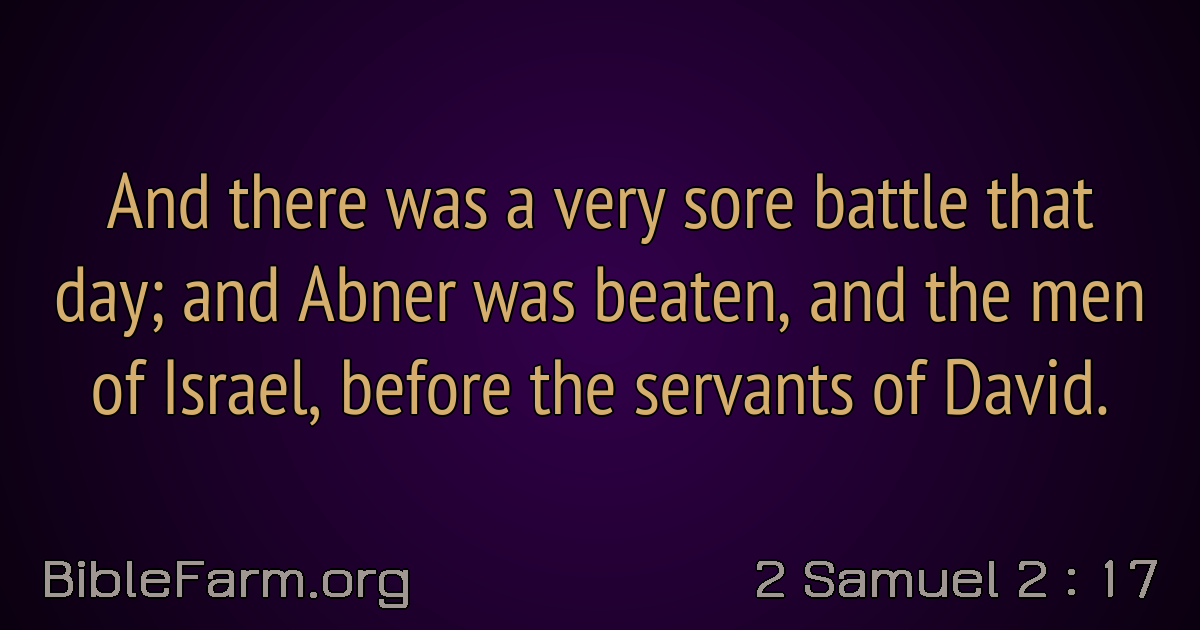 And there was a very sore battle that
day; and Abner was beaten, and the men
of Israel, before the servants of David.
BibleFarm.org
2 Samuel 2 : 17